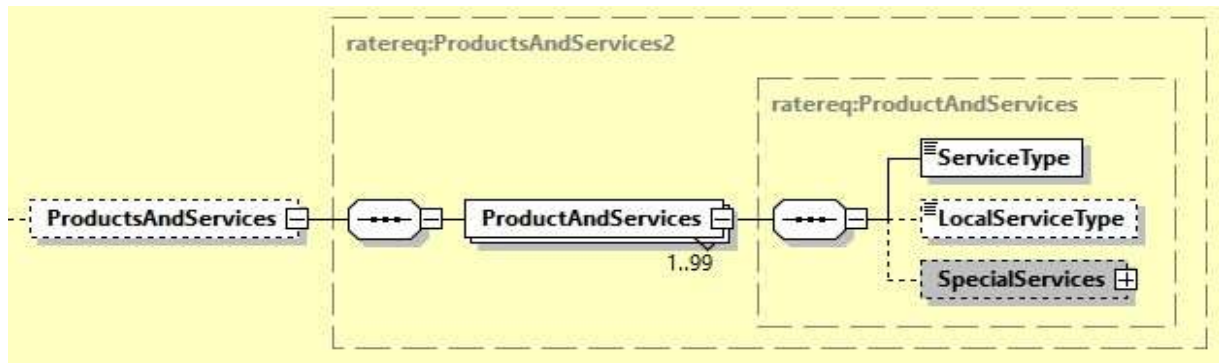 ratereq:ProductsAndServices2
ratereq:ProductAndServices
ServiceType
ProductsAndServices
ProductAndServices
LocalServiceType
1..99
SpecialServices